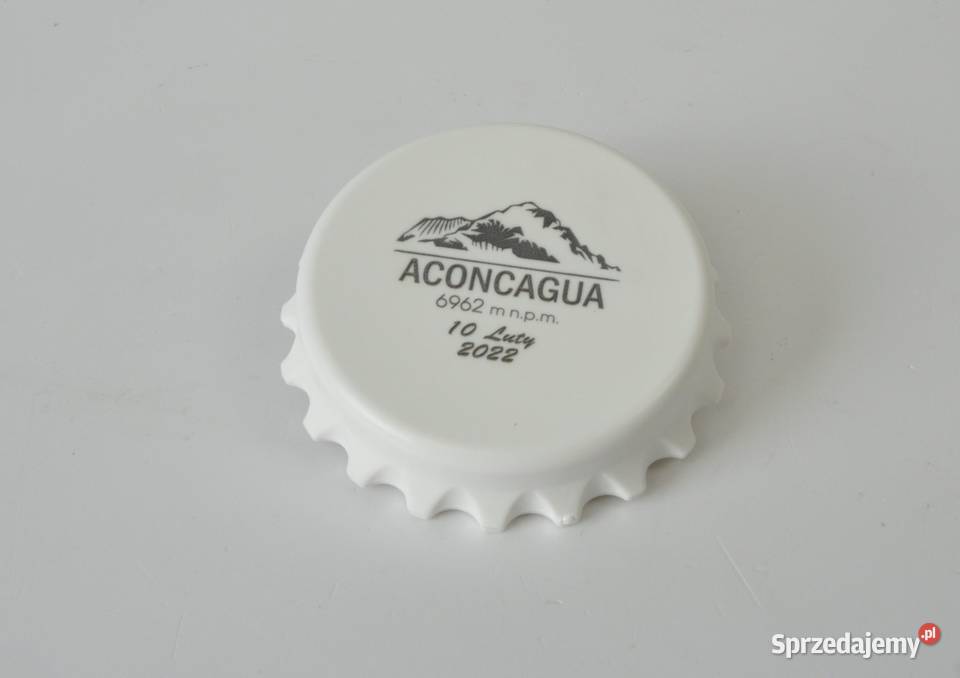 ACONCAGUA
6962 m n.p.m.
10 Luty
2022
Sprzedajemy.pl